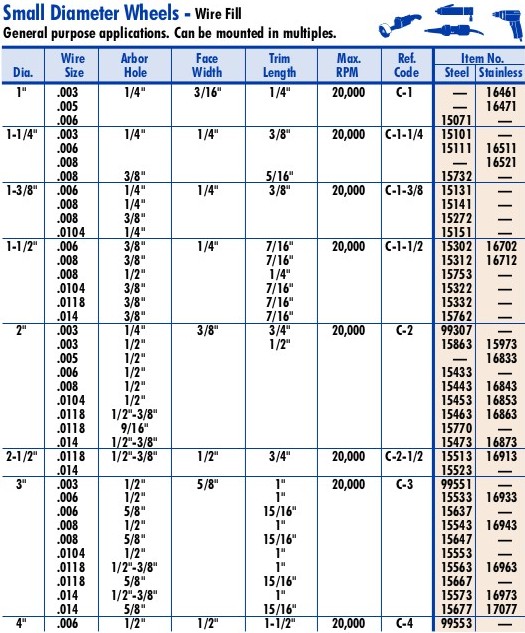 Small Diameter Wheels - Wire Fill
General purpose applications. Can be mounted in multiples.
Wire Arbor Face Trim Max. Ref. Item No.
Dia. Size Hole Width Length RPM Code Steel Stainless
1" .003 1/4" 3/16" 1/4" 20,000 C-1 — 16461
.005 — 16471
.006 15071 —
1-1/4" .003 1/4" 1/4" 3/8" 20,000 C-1-1/4 15101 —
.006 15111 16511
.008 — 16521
.008 3/8" 5/16" 15732 —
1-3/8" .006 1/4" 1/4" 3/8" 20,000 C-1-3/8 15131 —
.008 1/4" 15141 —
.008 3/8" 15272 —
.0104 1/4" 15151 —
1-1/2" .006 3/8" 1/4" 7/16" 20,000 C-1-1/2 15302 16702
.008 3/8" 7/16" 15312 16712
.008 1/2" 1/4" 15753 —
.0104 3/8" 7/16" 15322 —
.0118 3/8" 7/16" 15332 —
.014 3/8" 7/16" 15762 —
2" .003 1/4" 3/8" 3/4" 20,000 C-2 99307 —
.003 1/2" 1/2" 15863 15973
.005 1/2" — 16833
.006 1/2" 15433 —
.008 1/2" 15443 16843
.0104 1/2" 15453 16853
.0118 1/2"-3/8" 15463 16863
.0118 9/16" 15770 —
.014 1/2"-3/8" 15473 16873
2-1/2" .0118 1/2"-3/8" 1/2" 3/4" 20,000 C-2-1/2 15513 16913
.014 15523 —
3" .003 1/2" 5/8" 1" 20,000 C-3 99551 —
.006 1/2" 1" 15533 16933
.006 5/8" 15/16" 15637 —
.008 1/2" 1" 15543 16943
.008 5/8" 15/16" 15647 —
.0104 1/2" 1" 15553 —
.0118 1/2"-3/8" 1" 15563 16963
.0118 5/8" 15/16" 15667 —
.014 1/2"-3/8" 1" 15573 16973
.014 5/8" 15/16" 15677 17077
4" .006 1/2" 1/2" 1-1/2" 20,000 C-4 99553 —